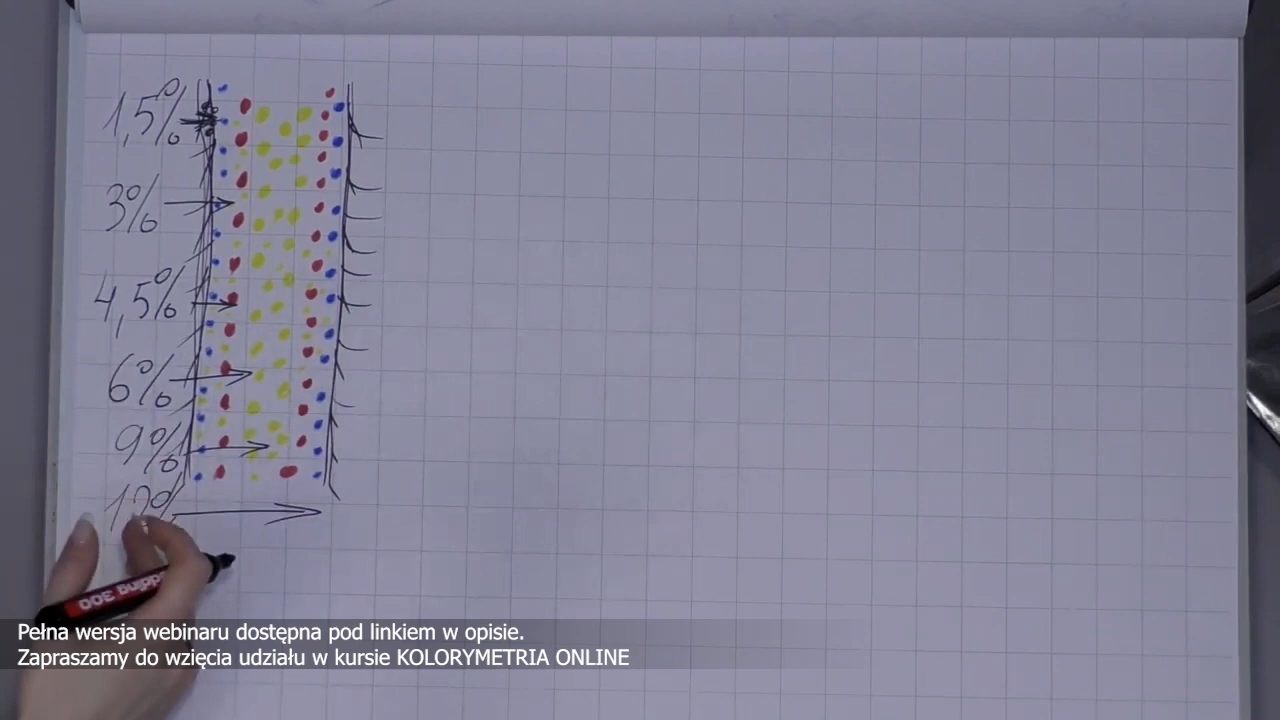 1,5%
3%
4,5%
6%
9%
12%
edding 300
Pełna wersja webinaru dostępna pod linkiem w opisie.
Zapraszamy do wzięcia udziału w kursie KOLORYMETRIA ONLINE